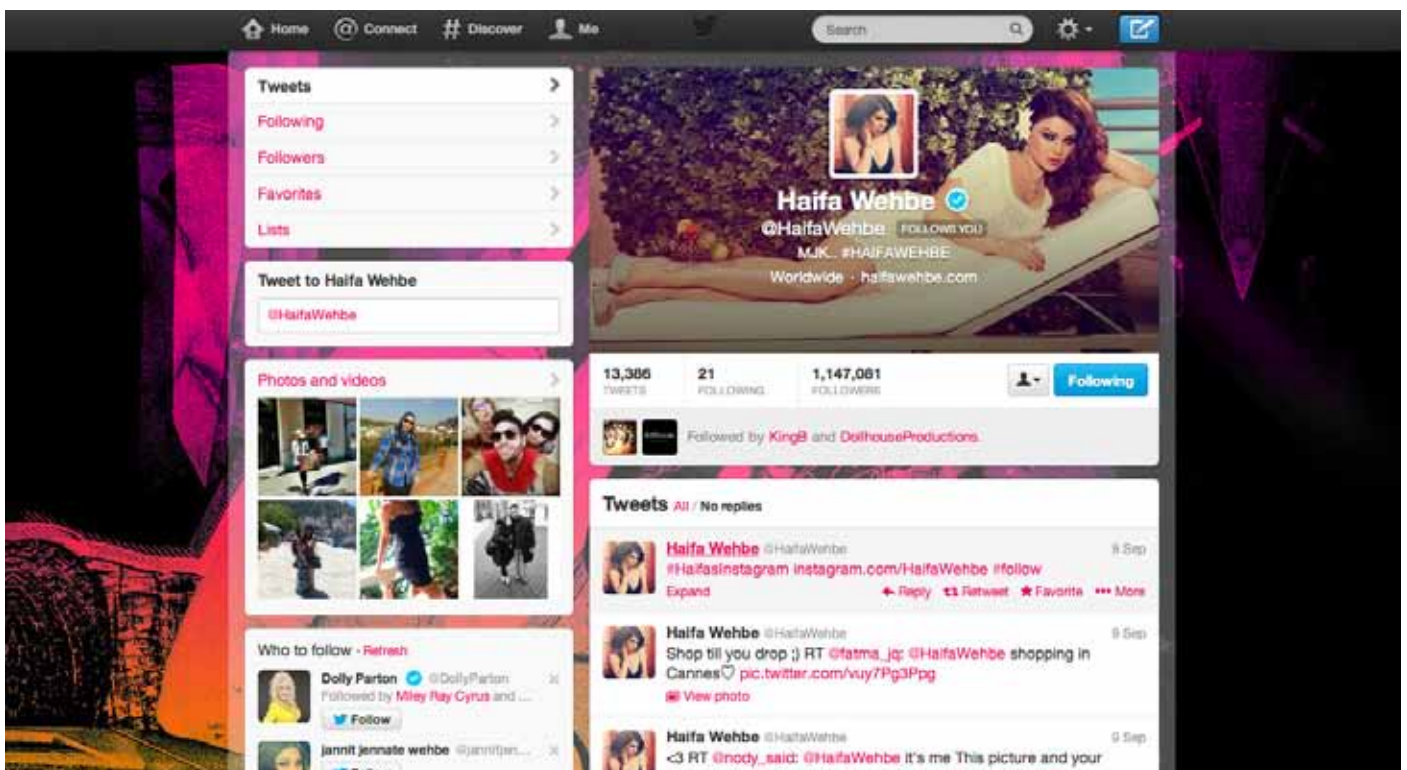 Home
Connect
Discover
Me
Search
Tweets
Following
Followers
Favorites
Lists
Tweet to Haifa Wehbe
@HaifaWehbe
Photos and videos
Who to follow · Refresh
Dolly Parton @DollyParton
Followed by Miley Ray Cyrus and ...
Follow
jannit jennate wehbe
Haifa Wehbe
@HaifaWehbe FOLLOWS YOU
MJK.. #HAIFAWEHBE
Worldwide · haifawehbe.com
13,386 TWEETS
21 FOLLOWING
1,147,081 FOLLOWERS
Following
Followed by KingB and DollhouseProductions.
Tweets All / No replies
Haifa Wehbe @HaifaWehbe 9 Sep
#HaifasInstagram instagram.com/HaifaWehbe #follow
Expand Reply Retweet Favorite More
Haifa Wehbe @HaifaWehbe 9 Sep
Shop till you drop ;) RT @fatma_jq: @HaifaWehbe shopping in
Cannes♡ pic.twitter.com/vuy7Pg3Ppg
View photo
Haifa Wehbe @HaifaWehbe 9 Sep
<3 RT @nody_said: @HaifaWehbe it's me This picture and your